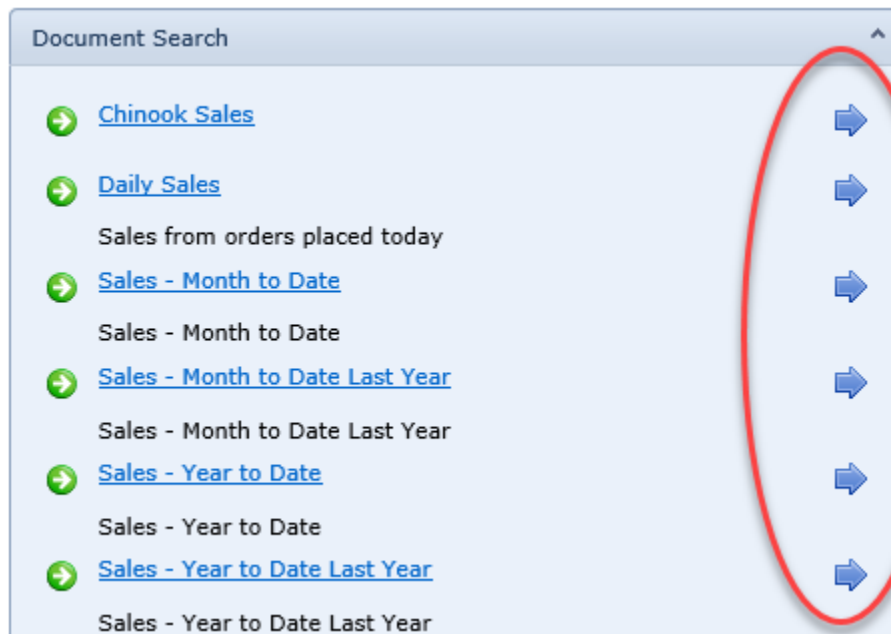 Document Search
Chinook Sales
Daily Sales
Sales from orders placed today
Sales - Month to Date
Sales - Month to Date
Sales - Month to Date Last Year
Sales - Month to Date Last Year
Sales - Year to Date
Sales - Year to Date
Sales - Year to Date Last Year
Sales - Year to Date Last Year